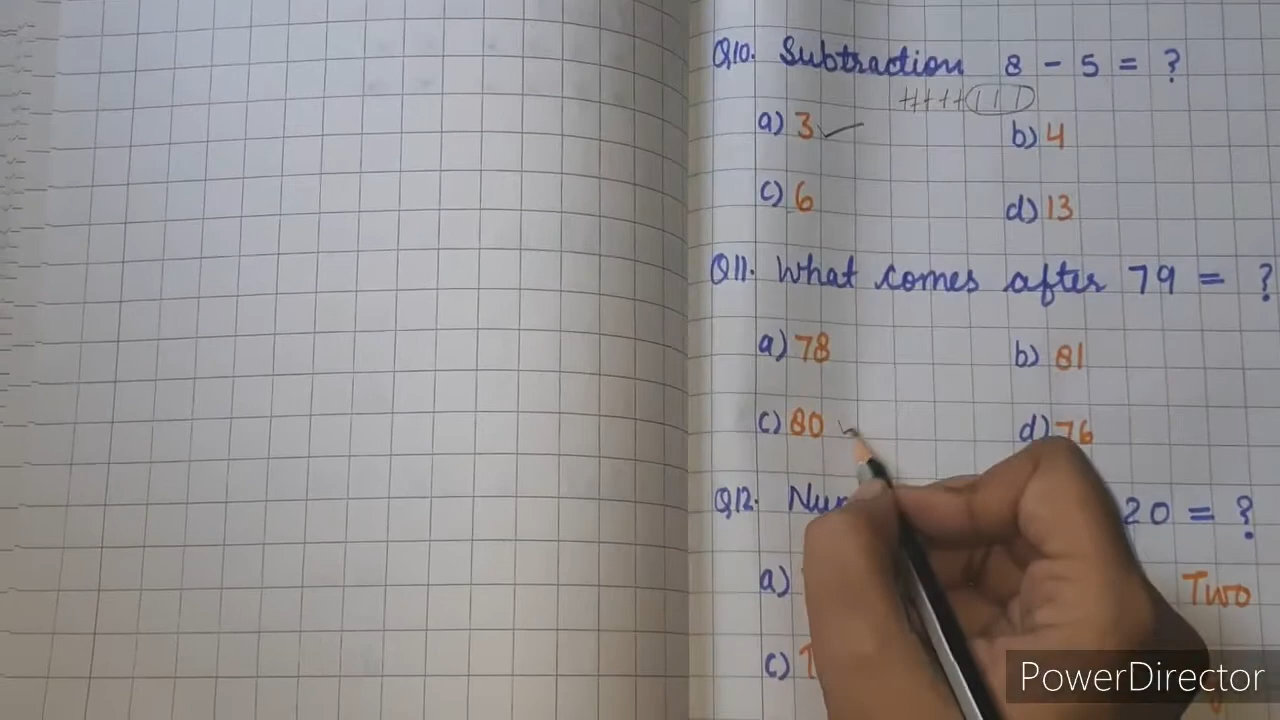 Q10. Subtraction 8 - 5 = ?
a) 3 ✓ b) 4
c) 6 d) 13
Q11. What comes after 79 = ?
a) 78 b) 81
c) 80 d) 76
Q12. 20 = ?
a) Two
c)
PowerDirector